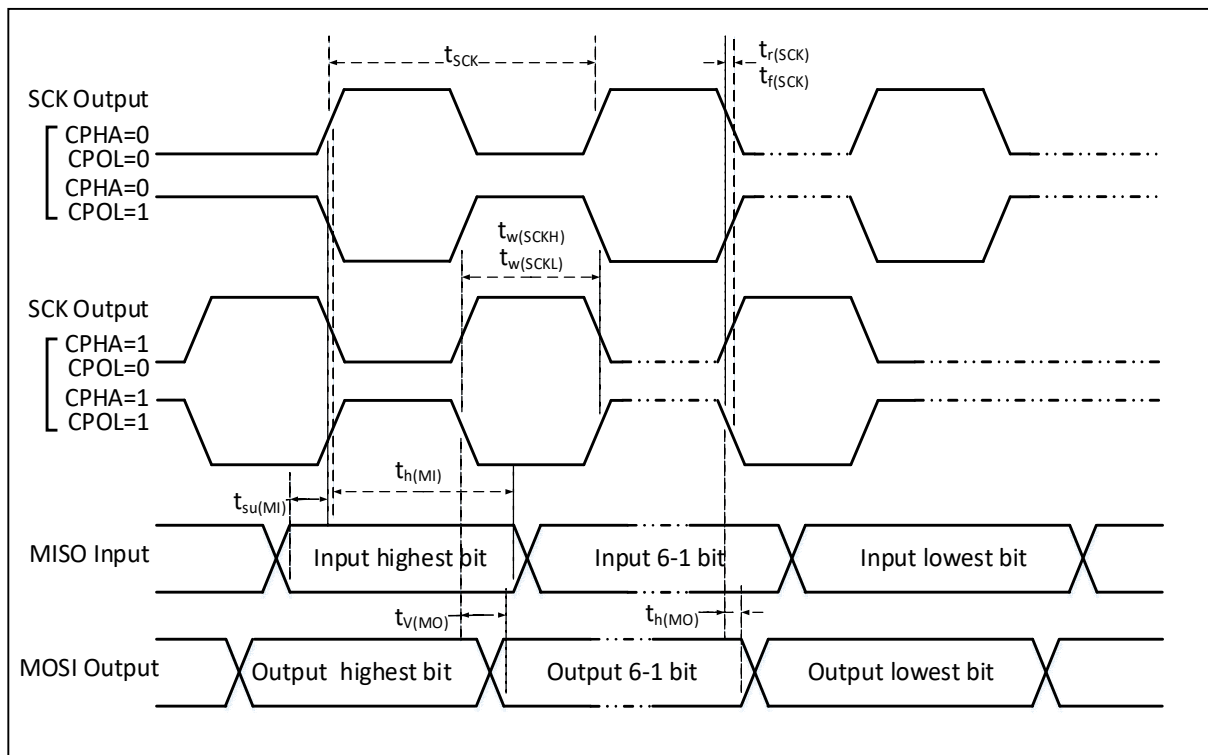 tSCK
tr(SCK)
tf(SCK)
SCK Output
CPHA=0
CPOL=0
CPHA=0
CPOL=1
tw(SCKH)
tw(SCKL)
SCK Output
CPHA=1
CPOL=0
CPHA=1
CPOL=1
th(MI)
tsu(MI)
MISO Input
Input highest bit
Input 6-1 bit
Input lowest bit
tV(MO)
th(MO)
MOSI Output
Output highest bit
Output 6-1 bit
Output lowest bit